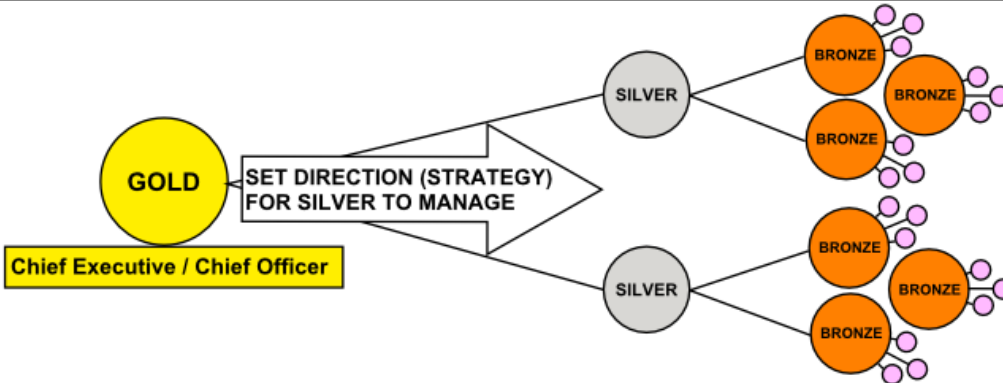 GOLD
SET DIRECTION (STRATEGY)
FOR SILVER TO MANAGE
Chief Executive / Chief Officer
SILVER
BRONZE
BRONZE
BRONZE
SILVER
BRONZE
BRONZE
BRONZE